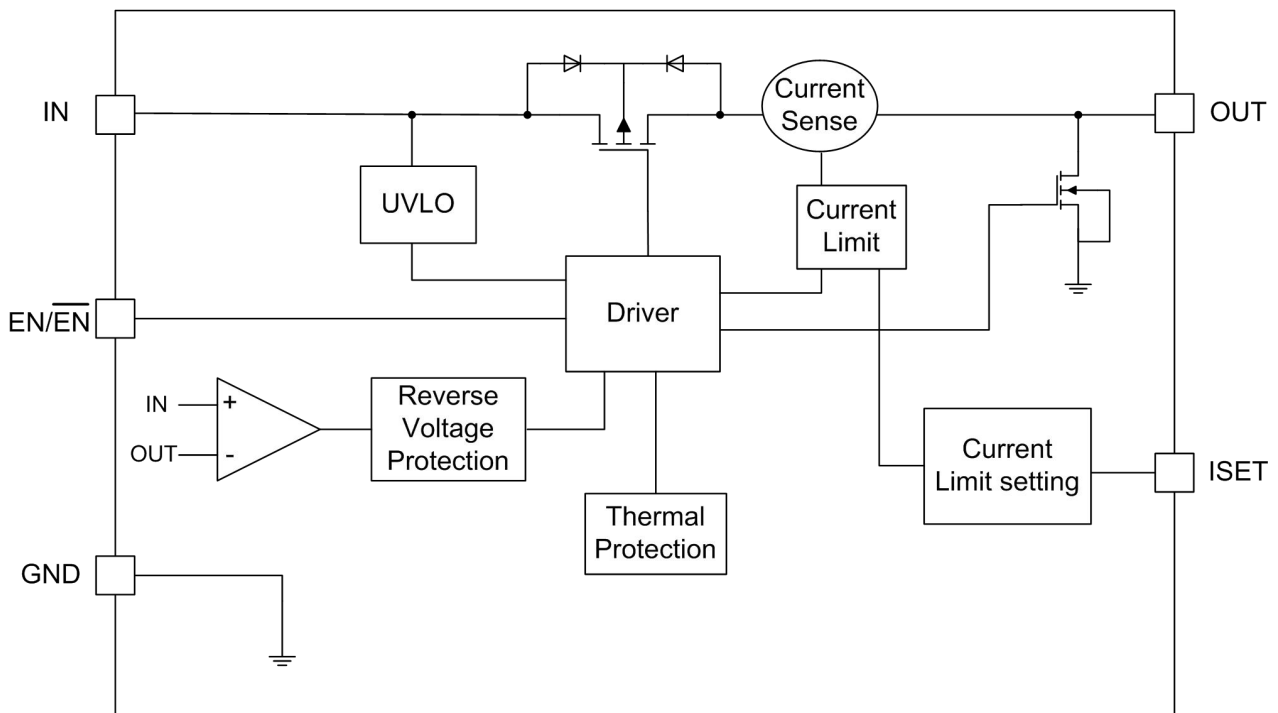 IN
Current
Sense
OUT
UVLO
Current
Limit
EN/EN̅
Driver
IN
+
OUT
-
Reverse
Voltage
Protection
Current
Limit setting
ISET
Thermal
Protection
GND